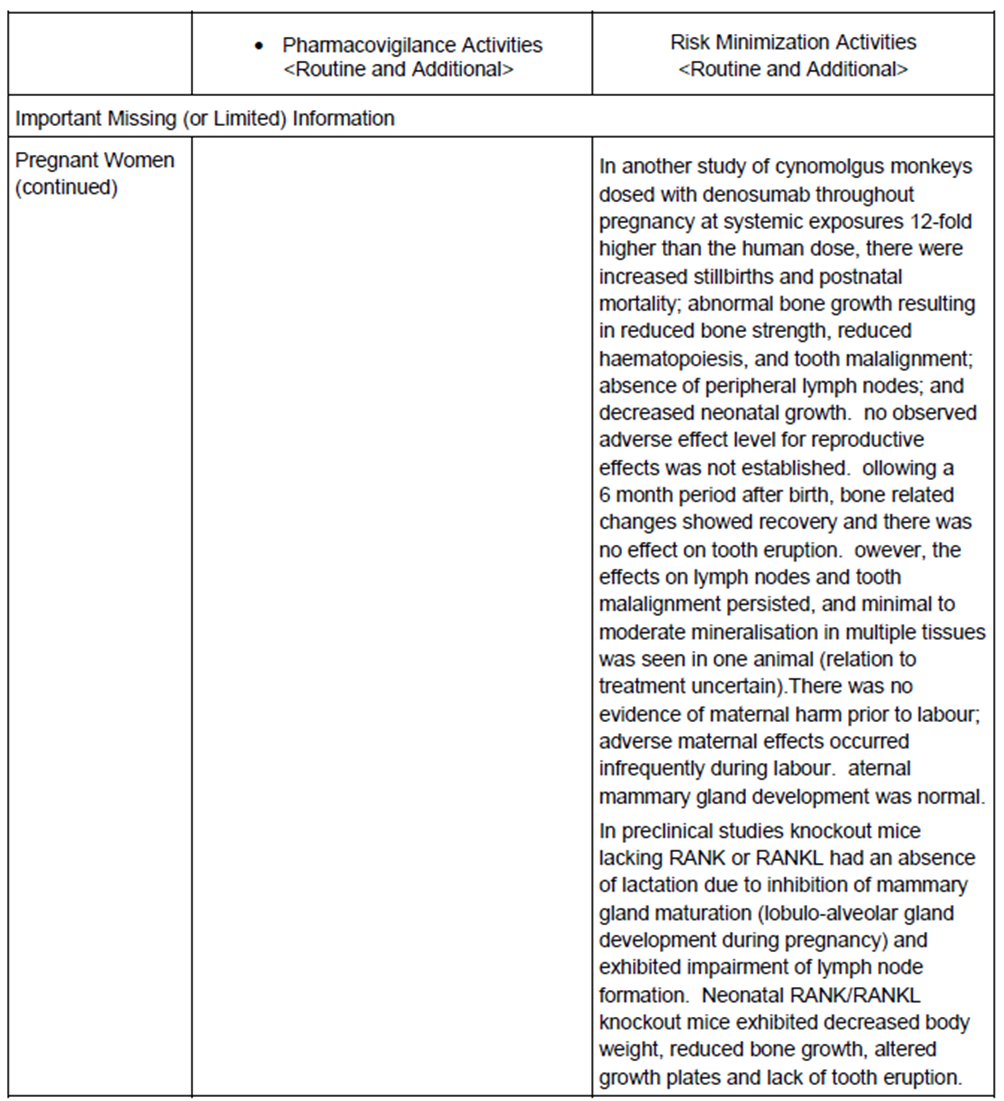 • Pharmacovigilance Activities
<Routine and Additional>
Risk Minimization Activities
<Routine and Additional>
Important Missing (or Limited) Information
Pregnant Women
(continued)
In another study of cynomolgus monkeys
dosed with denosumab throughout
pregnancy at systemic exposures 12-fold
higher than the human dose, there were
increased stillbirths and postnatal
mortality; abnormal bone growth resulting
in reduced bone strength, reduced
haematopoiesis, and tooth malalignment;
absence of peripheral lymph nodes; and
decreased neonatal growth.  no observed
adverse effect level for reproductive
effects was not established.  ollowing a
6 month period after birth, bone related
changes showed recovery and there was
no effect on tooth eruption.  owever, the
effects on lymph nodes and tooth
malalignment persisted, and minimal to
moderate mineralisation in multiple tissues
was seen in one animal (relation to
treatment uncertain).There was no
evidence of maternal harm prior to labour;
adverse maternal effects occurred
infrequently during labour.  aternal
mammary gland development was normal.
In preclinical studies knockout mice
lacking RANK or RANKL had an absence
of lactation due to inhibition of mammary
gland maturation (lobulo-alveolar gland
development during pregnancy) and
exhibited impairment of lymph node
formation.  Neonatal RANK/RANKL
knockout mice exhibited decreased body
weight, reduced bone growth, altered
growth plates and lack of tooth eruption.